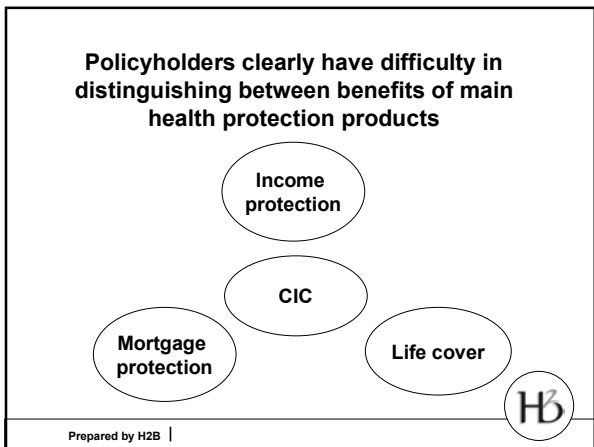 Policyholders clearly have difficulty in
distinguishing between benefits of main
health protection products
Income
protection
CIC
Mortgage
protection
Life cover
H2B
Prepared by H2B |